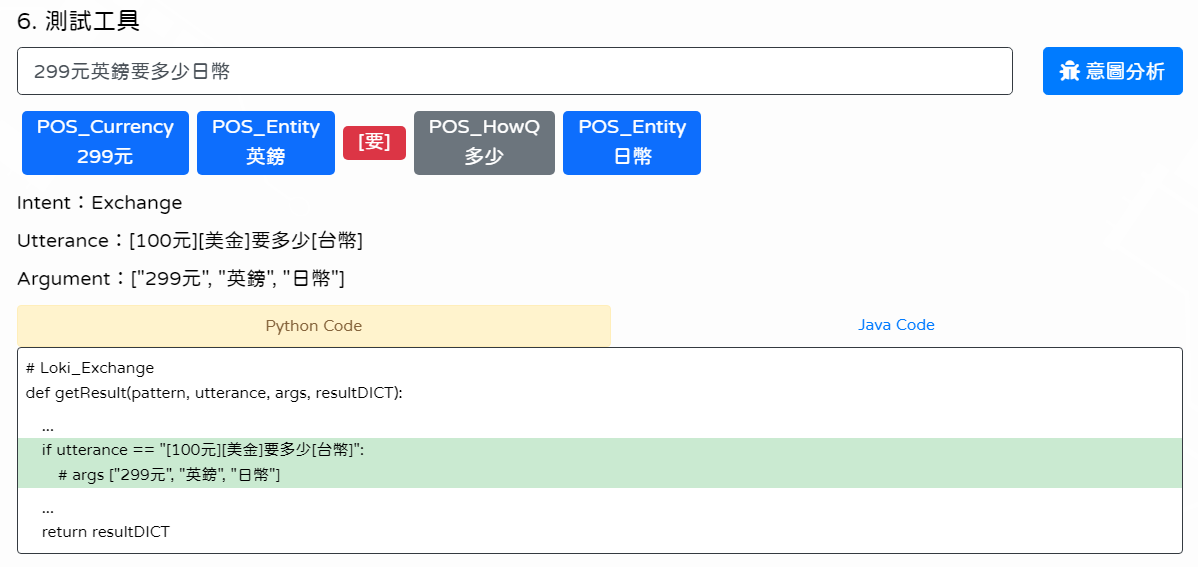 6. 測試工具
299元英鎊要多少日幣
意圖分析
POS_Currency
299元
POS_Entity
英鎊
[要]
POS_HowQ
多少
POS_Entity
日幣
Intent：Exchange
Utterance：[100元][美金]要多少[台幣]
Argument：["299元", "英鎊", "日幣"]
Python Code
Java Code
# Loki_Exchange
def getResult(pattern, utterance, args, resultDICT):
...
if utterance == "[100元][美金]要多少[台幣]":
# args ["299元", "英鎊", "日幣"]
...
return resultDICT